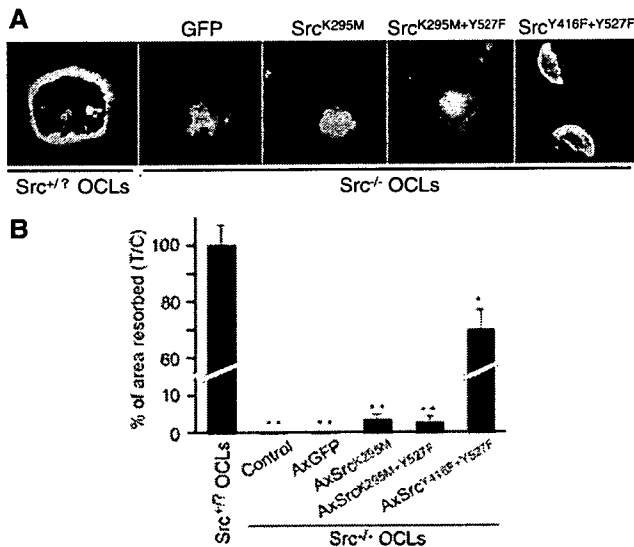 A
GFP SrcK295M SrcK295M+Y527F SrcY416F+Y527F
Src+/? OCLs Src-/- OCLs
B
% of area resorbed (T/C)
100
80
60
10
0
** ** ** ** *
Src+/? OCLs
Control
AxGFP
AxSrcK295M
AxSrcK295M+Y527F
AxSrcY416F+Y527F
Src-/- OCLs